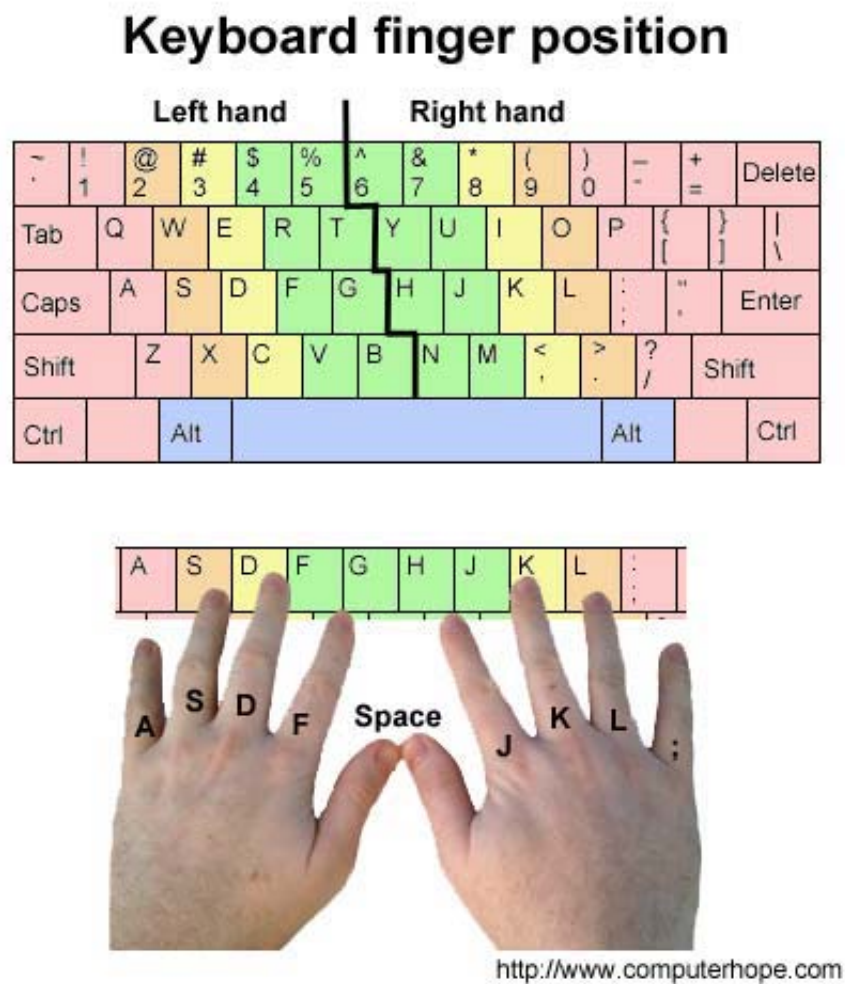 Keyboard finger position
Left hand Right hand
~ ! @ # $ % ^ & * ( ) _ + Delete
` 1 2 3 4 5 6 7 8 9 0 - =
Tab Q W E R T Y U I O P { } |
[ ] \
Caps A S D F G H J K L : " Enter
; '
Shift Z X C V B N M < > ? Shift
, . /
Ctrl Alt Alt Ctrl
A S D F G H J K L :
;
A S D F Space J K L ;
http://www.computerhope.com